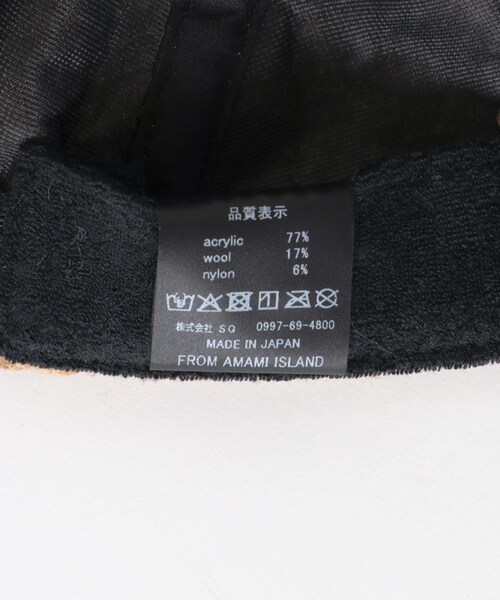 品質表示
acrylic 77%
wool 17%
nylon 6%
株式会社 SQ 0997-69-4800
MADE IN JAPAN
FROM AMAMI ISLAND